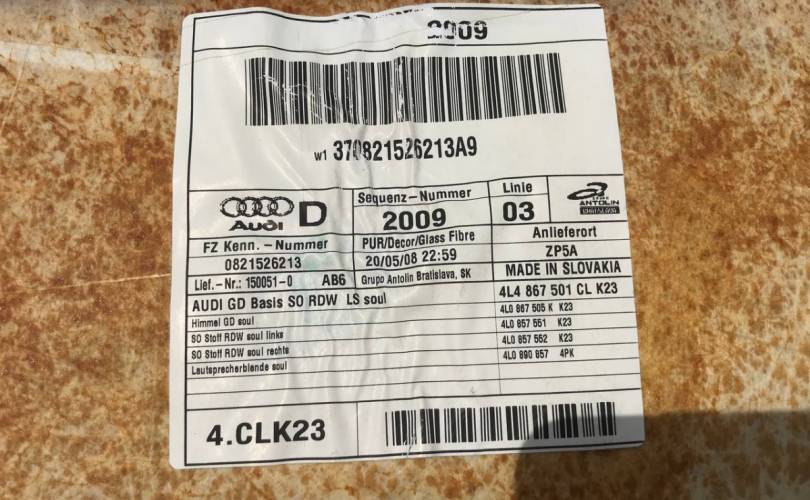 2009
w1 370821526213A9
AUDI D
Sequenz-Nummer
2009
Linie
03
ANTOLIN
FZ Kenn. - Nummer
0821526213
PUR/Decor/Glass Fibre
20/05/08 22:59
Anlieferort
ZP5A
Lief.-Nr.: 150051-0 AB6
Grupo Antolin Bratislava, SK
MADE IN SLOVAKIA
AUDI GD Basis SO RDW LS soul
4L4 867 501 CL K23
Himmel GD soul
4L0 867 505 K K23
SO Stoff RDW soul links
4L0 857 551 K23
SO Stoff RDW soul rechts
4L0 857 552 K23
Lautsprecherblende soul
4L0 890 857 4PK
4.CLK23